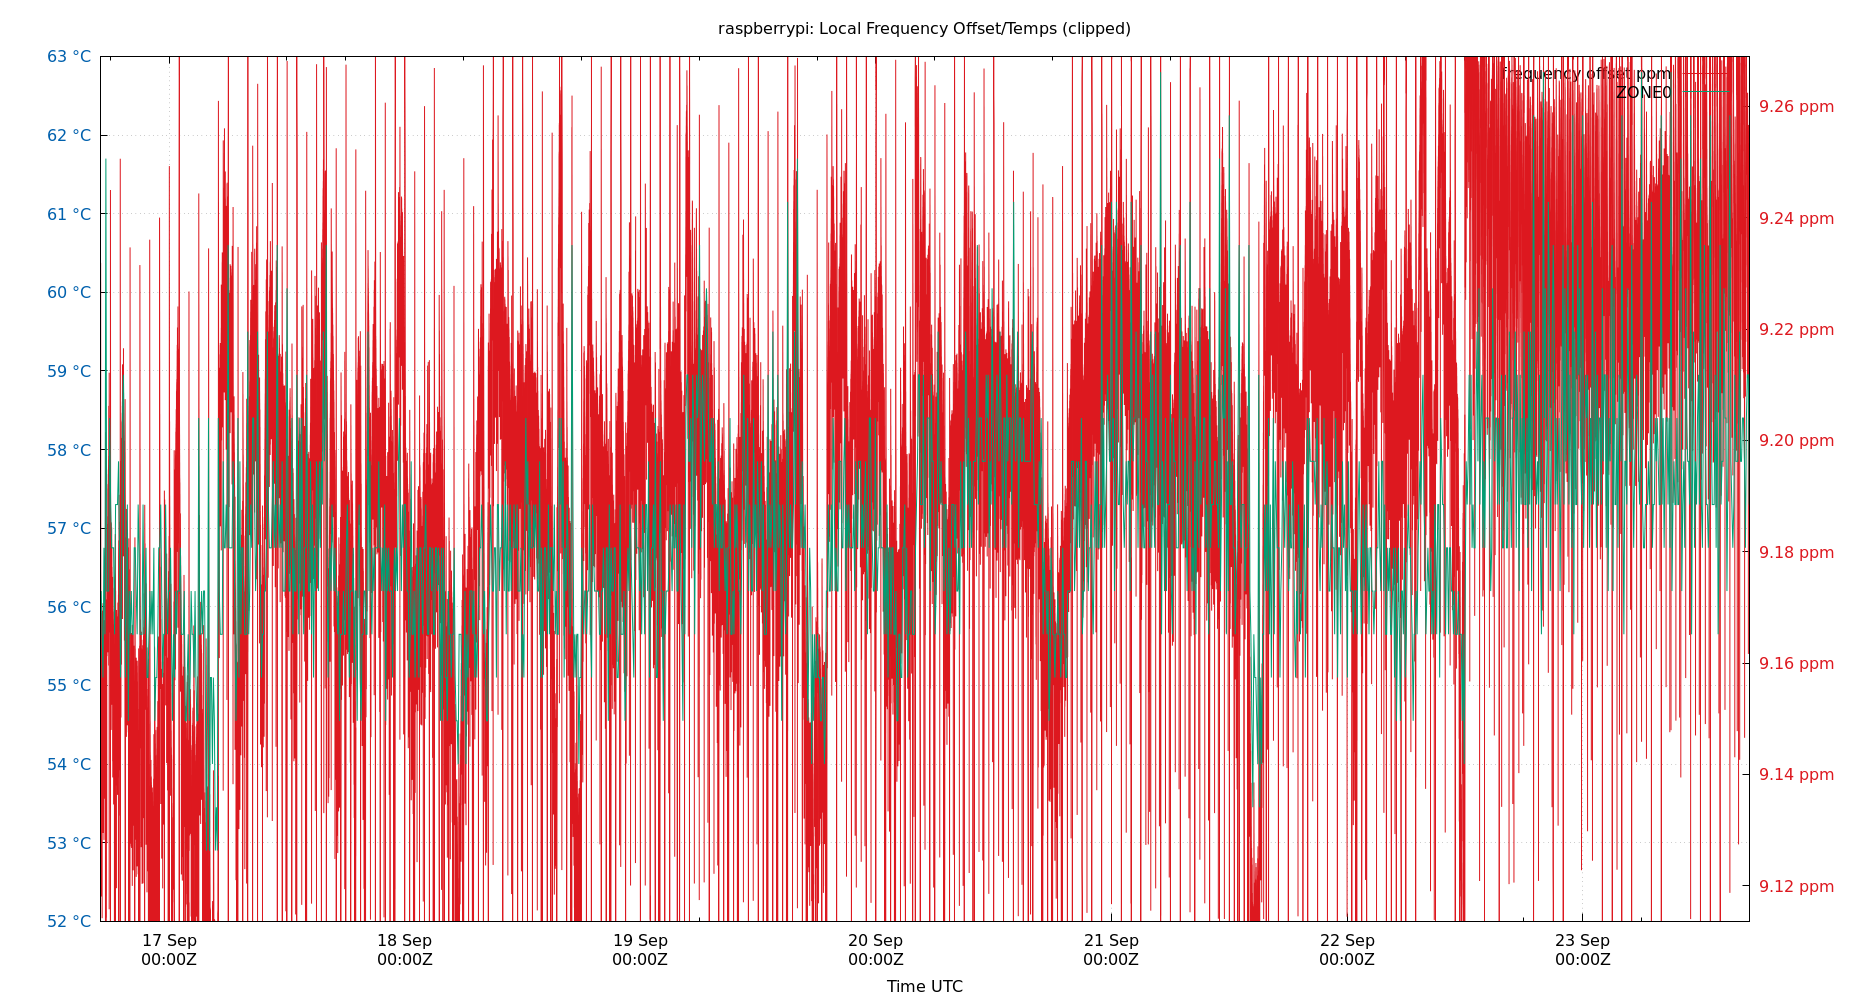 raspberrypi: Local Frequency Offset/Temps (clipped)
63 °C
62 °C
61 °C
60 °C
59 °C
58 °C
57 °C
56 °C
55 °C
54 °C
53 °C
52 °C
frequency offset ppm
ZONE0
9.26 ppm
9.24 ppm
9.22 ppm
9.20 ppm
9.18 ppm
9.16 ppm
9.14 ppm
9.12 ppm
17 Sep 18 Sep 19 Sep 20 Sep 21 Sep 22 Sep 23 Sep
00:00Z 00:00Z 00:00Z 00:00Z 00:00Z 00:00Z 00:00Z
Time UTC